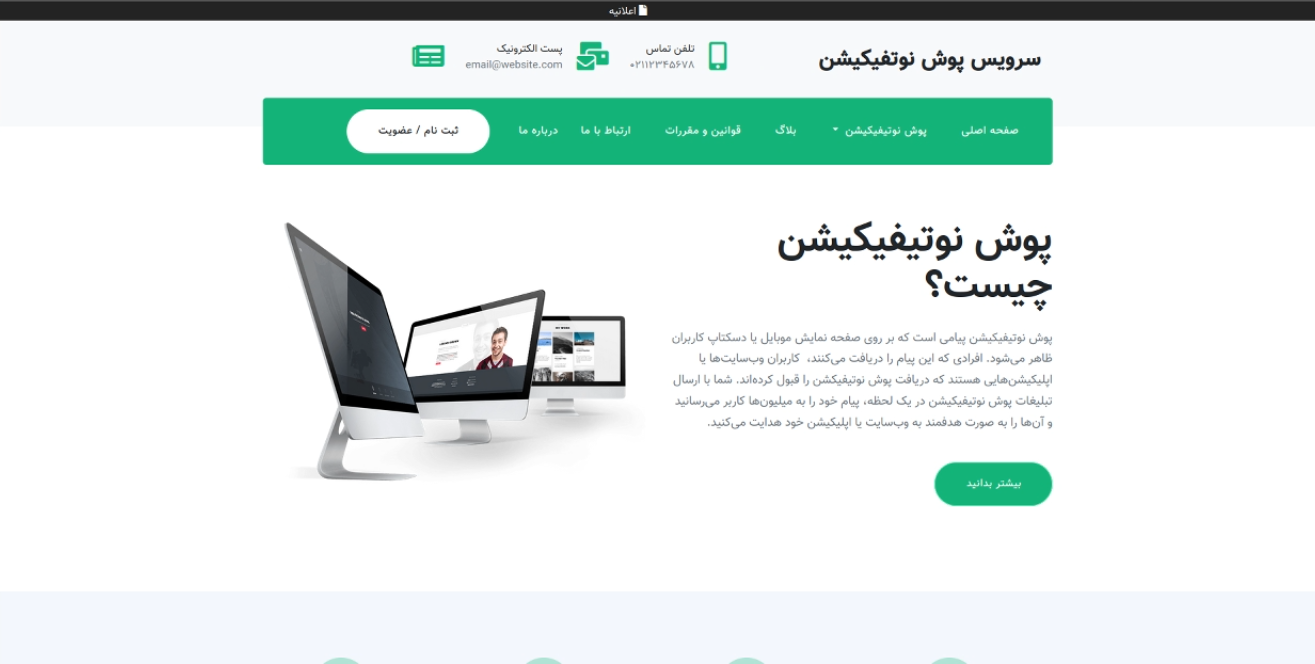 اعلانیه
سرویس پوش نوتفیکیشن
تلفن تماس
۰۲۱۱۲۳۴۵۶۷۸
پست الکترونیک
email@website.com
صفحه اصلی
پوش نوتیفیکیشن
بلاگ
قوانین و مقررات
ارتباط با ما
درباره ما
ثبت نام / عضویت
پوش نوتیفیکیشن
چیست؟
پوش نوتیفیکیشن پیامی است که بر روی صفحه نمایش موبایل یا دسکتاپ کاربران
ظاهر می‌شود. افرادی که این پیام را دریافت می‌کنند، کاربران وب‌سایت‌ها یا
اپلیکیشن‌هایی هستند که دریافت پوش نوتیفیکشن را قبول کرده‌اند. شما با ارسال
تبلیغات پوش نوتیفیکیشن در یک لحظه، پیام خود را به میلیون‌ها کاربر می‌رسانید
و آن‌ها را به صورت هدفمند به وب‌سایت یا اپلیکیشن خود هدایت می‌کنید.
بیشتر بدانید